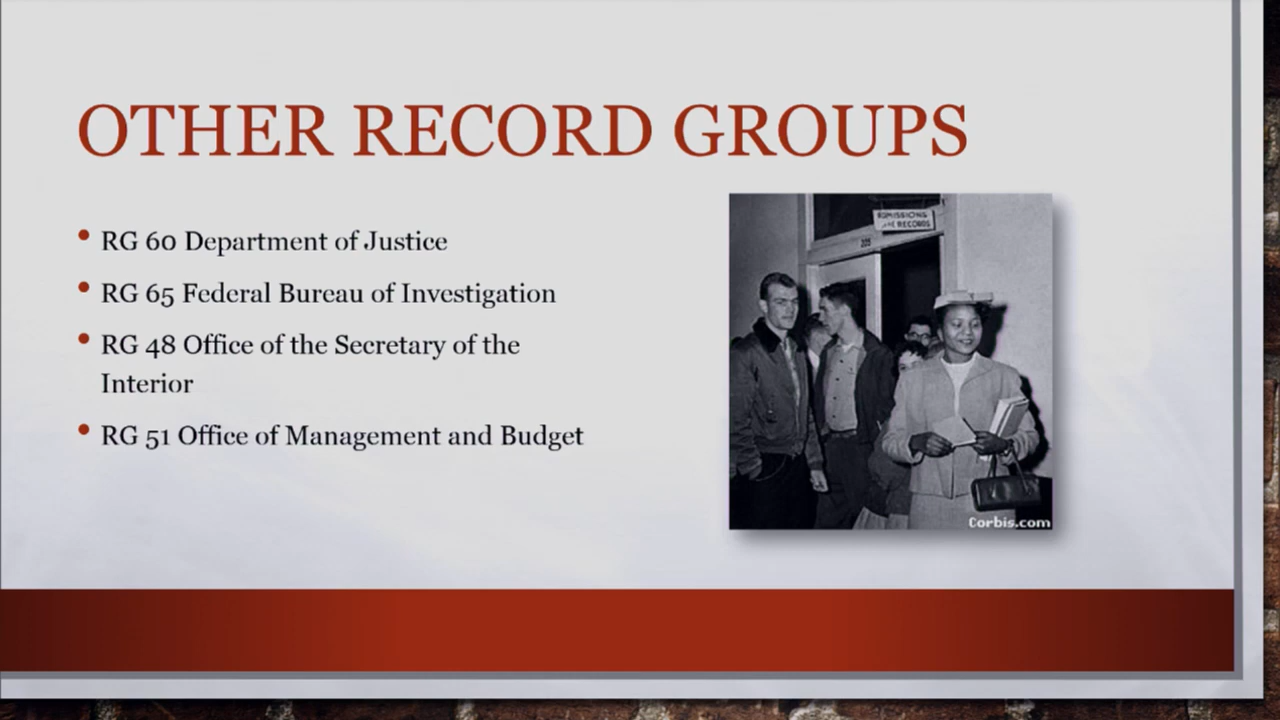 OTHER RECORD GROUPS
• RG 60 Department of Justice
• RG 65 Federal Bureau of Investigation
• RG 48 Office of the Secretary of the
Interior
• RG 51 Office of Management and Budget
ADMISSIONS
AND RECORDS
205
Corbis.com